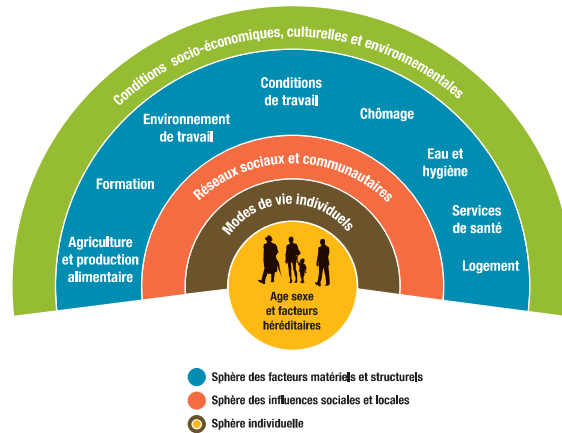 Conditions socio-économiques, culturelles et environnementales
Agriculture
et production
alimentaire
Formation
Environnement
de travail
Conditions
de travail
Chômage
Eau et
hygiène
Services
de santé
Logement
Réseaux sociaux et communautaires
Modes de vie individuels
Age sexe
et facteurs
héréditaires
Sphère des facteurs matériels et structurels
Sphère des influences sociales et locales
Sphère individuelle